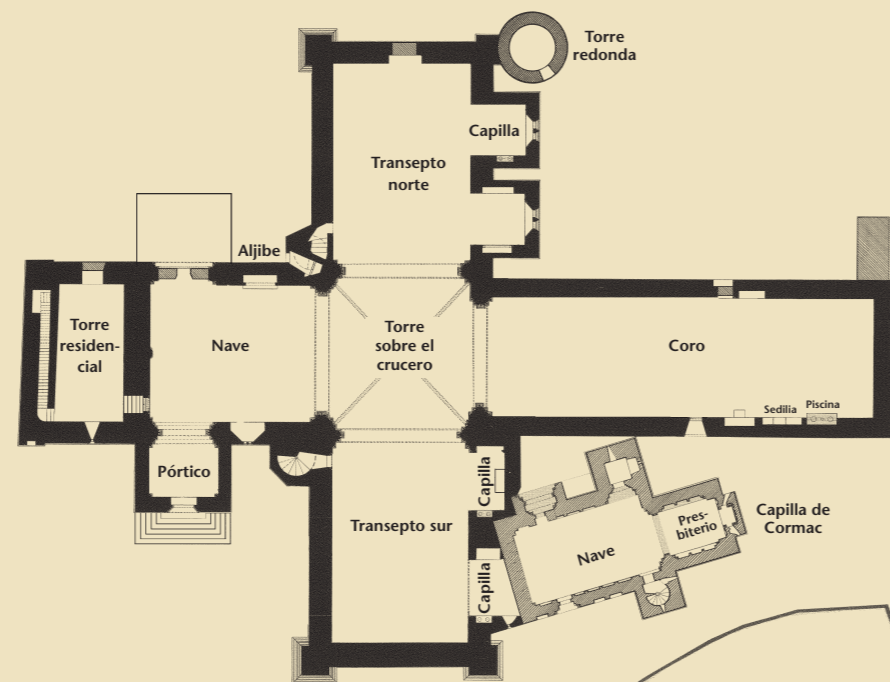 Torre
redonda
Capilla
Transepto
norte
Aljibe
Torre
residen-
cial
Nave
Torre
sobre el
crucero
Coro
Sedilia
Piscina
Pórtico
Capilla
Transepto sur
Capilla
Nave
Pres-
biterio
Capilla de
Cormac